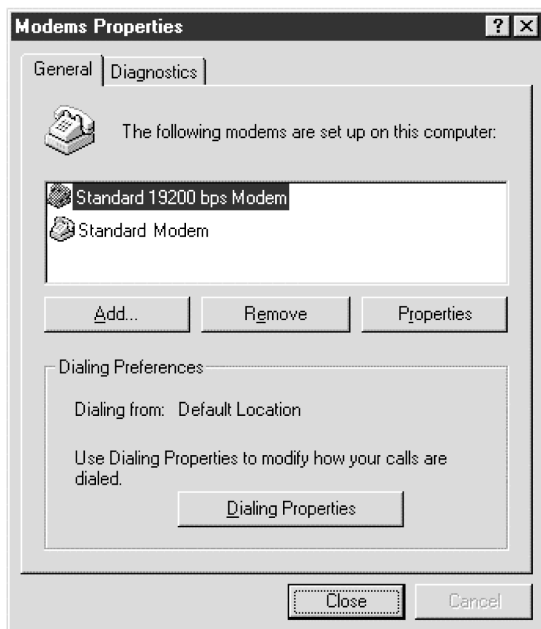 Modems Properties
General
Diagnostics
The following modems are set up on this computer:
Standard 19200 bps Modem
Standard Modem
Add...
Remove
Properties
Dialing Preferences
Dialing from: Default Location
Use Dialing Properties to modify how your calls are
dialed.
Dialing Properties
Close
Cancel